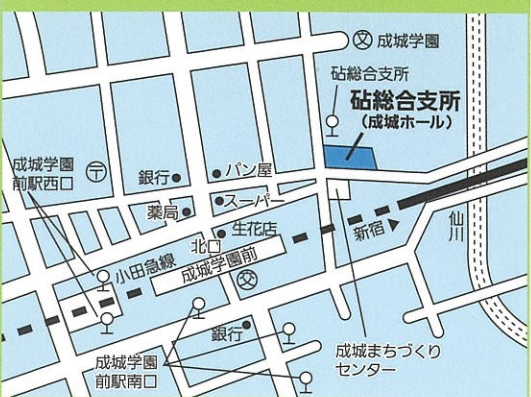 文
成城学園
砧総合支所
砧総合支所
(成城ホール)
成城学園
前駅西口
〒
銀行
パン屋
薬局
スーパー
生花店
北口
小田急線
成城学園前
新宿
仙川
文
銀行
成城学園
前駅南口
成城まちづくり
センター